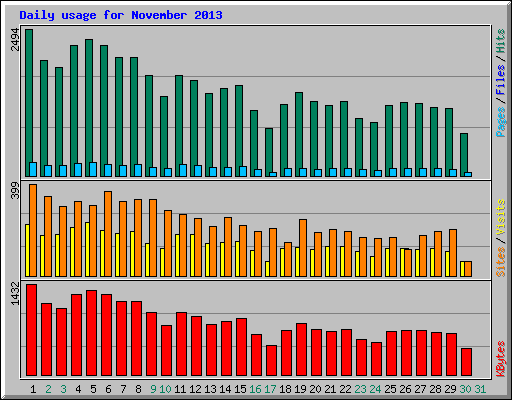 Daily usage for November 2013
2494
399
1432
Pages / Files / Hits
Sites / Visits
KBytes
1 2 3 4 5 6 7 8 9 10 11 12 13 14 15 16 17 18 19 20 21 22 23 24 25 26 27 28 29 30 31